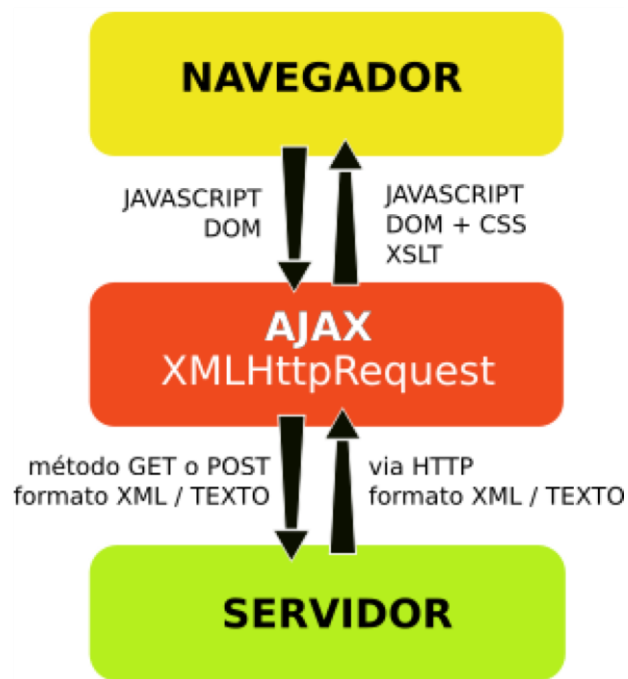 NAVEGADOR
JAVASCRIPT
DOM
JAVASCRIPT
DOM + CSS
XSLT
AJAX
XMLHttpRequest
método GET o POST
formato XML / TEXTO
via HTTP
formato XML / TEXTO
SERVIDOR